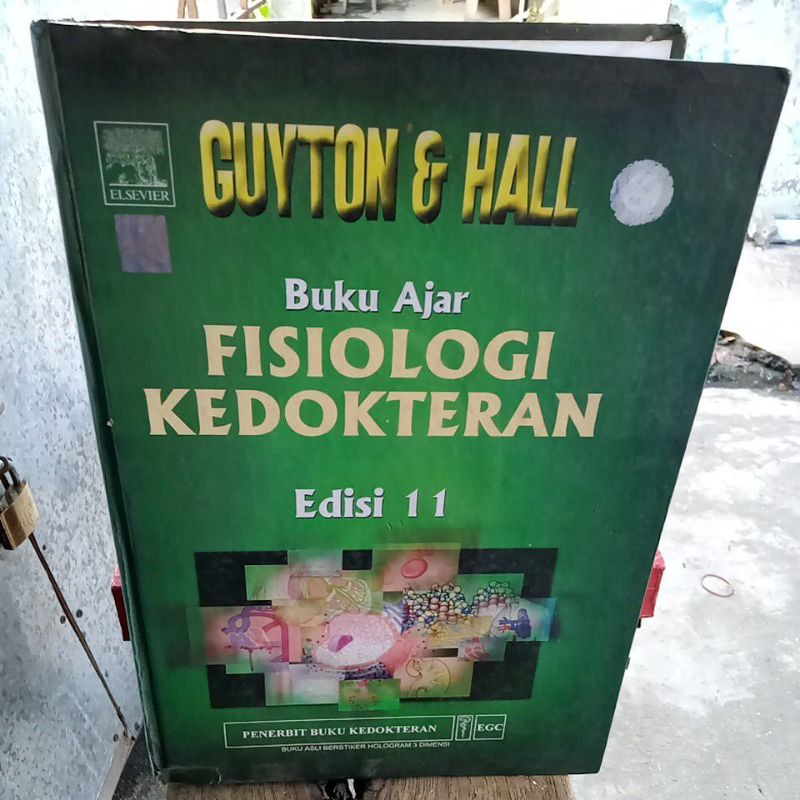 GUYTON & HALL
ELSEVIER
Buku Ajar
FISIOLOGI
KEDOKTERAN
Edisi 11
PENERBIT BUKU KEDOKTERAN EGC
BUKU ASLI BERSTIKER HOLOGRAM 3 DIMENSI